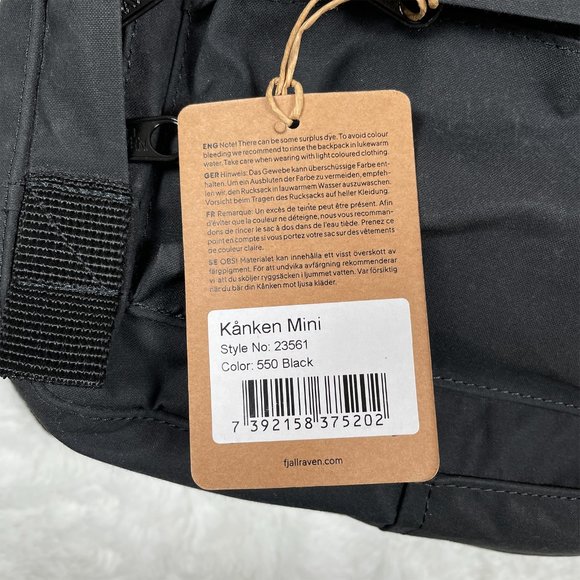 ENG Note! There can be some surplus dye. To avoid colour
bleeding we recommend to rinse the backpack in lukewarm
water. Take care when wearing with light coloured clothing.
GER Hinweis: Das Gewebe kann überschüssige Farbe ent-
halten. Um ein Ausbluten der Farbe zu vermeiden, empfeh-
len wir, den Rucksack in lauwarmem Wasser auszuwaschen.
Vorsicht beim Tragen des Rucksacks auf heller Kleidung.
FR Remarque: Un excès de teinte peut être présent. Afin
d'éviter que la couleur ne déteigne, nous vous recomman-
dons de rincer le sac à dos dans de l'eau tiède. Prenez ce
point en compte si vous portez votre sac sur des vêtements
de couleur claire.
SE OBS! Materialet kan innehålla ett visst överskott av
färgpigment. För att undvika avfärgning rekommenderar
vi att du sköljer ryggsäcken i ljummet vatten. Var försiktig
när du bär din Kånken mot ljusa kläder.
Kånken Mini
Style No: 23561
Color: 550 Black
7 392158 375202
fjallraven.com